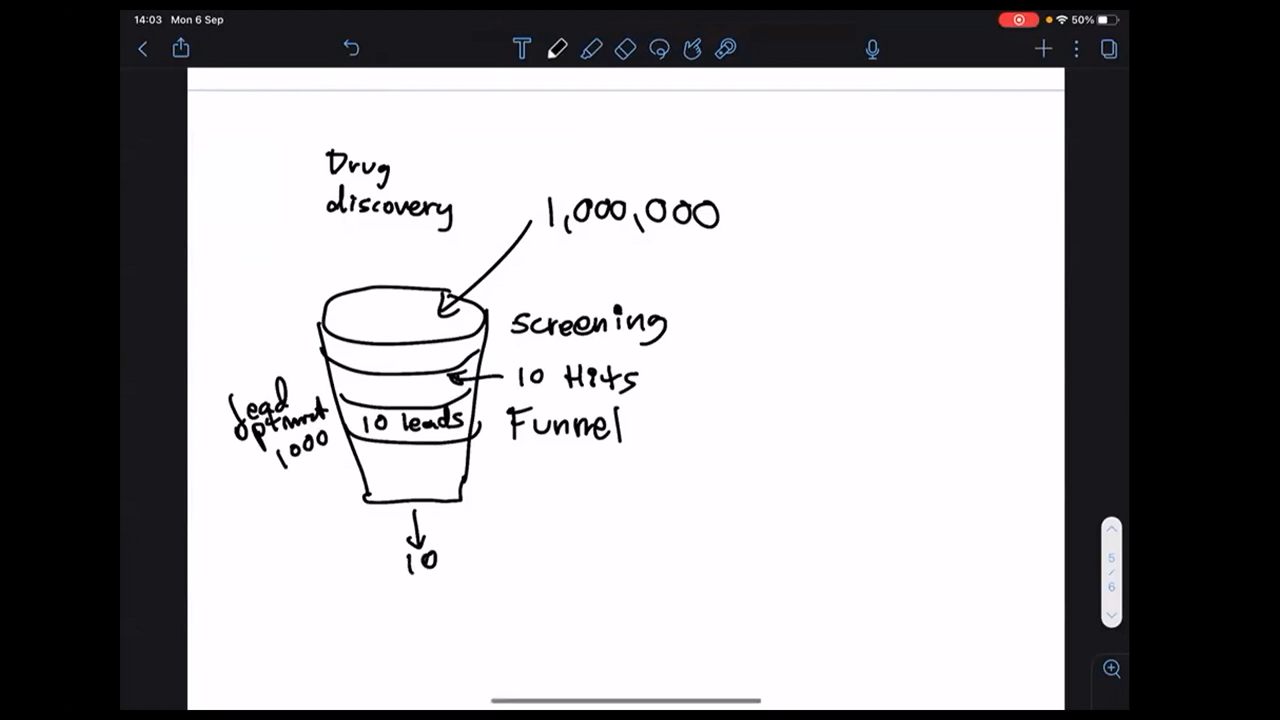 14:03 Mon 6 Sep
50%
Drug
discovery
1,000,000
Screening
10 Hits
Funnel
lead
1000
10 leads
10
5
/
6